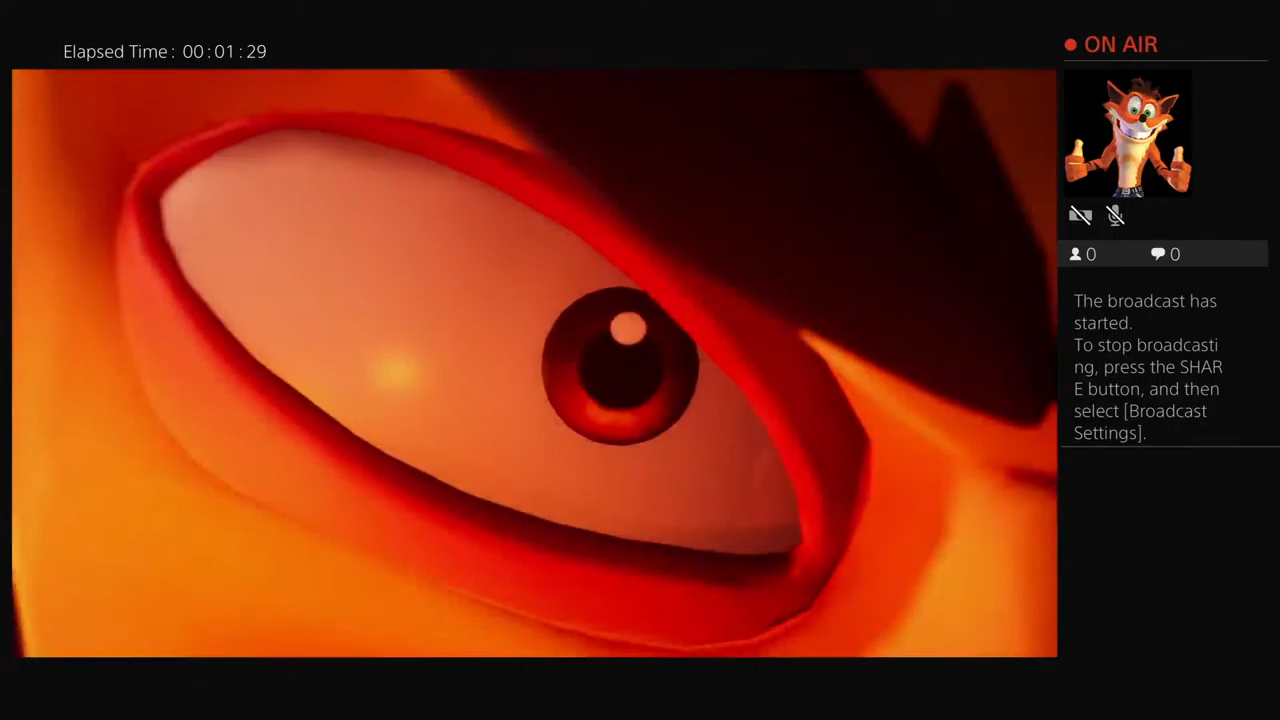 Elapsed Time: 00:01:29
ON AIR
0 0
The broadcast has
started.
To stop broadcasti
ng, press the SHAR
E button, and then
select [Broadcast
Settings].